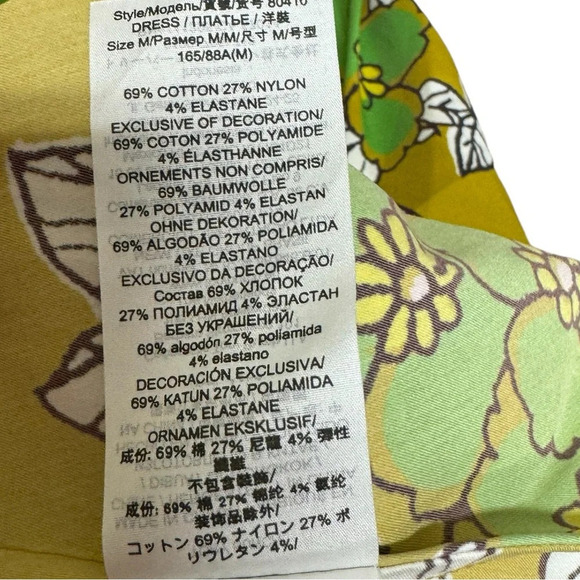 Style/Модель/貨號/货号 80410
DRESS / ПЛАТЬЕ / 洋裝
Size M/Размер M/M/尺寸 M/号型
165/88A(M)
69% COTTON 27% NYLON
4% ELASTANE
EXCLUSIVE OF DECORATION/
69% COTON 27% POLYAMIDE
4% ÉLASTHANNE
ORNEMENTS NON COMPRIS/
69% BAUMWOLLE
27% POLYAMID 4% ELASTAN
OHNE DEKORATION/
69% ALGODÃO 27% POLIAMIDA
4% ELASTANO
EXCLUSIVO DA DECORAÇÃO/
Состав 69% ХЛОПОК
27% ПОЛИАМИД 4% ЭЛАСТАН
БЕЗ УКРАШЕНИЙ/
69% algodón 27% poliamida
4% elastano
DECORACIÓN EXCLUSIVA/
69% KATUN 27% POLIAMIDA
4% ELASTANE
ORNAMEN EKSKLUSIF/
成份: 69% 棉 27% 尼龍 4% 彈性
纖維
不包含裝飾/
成份: 69% 棉 27% 锦纶 4% 氨纶
装饰品除外/
コットン 69% ナイロン 27% ポ
リウレタン 4%/